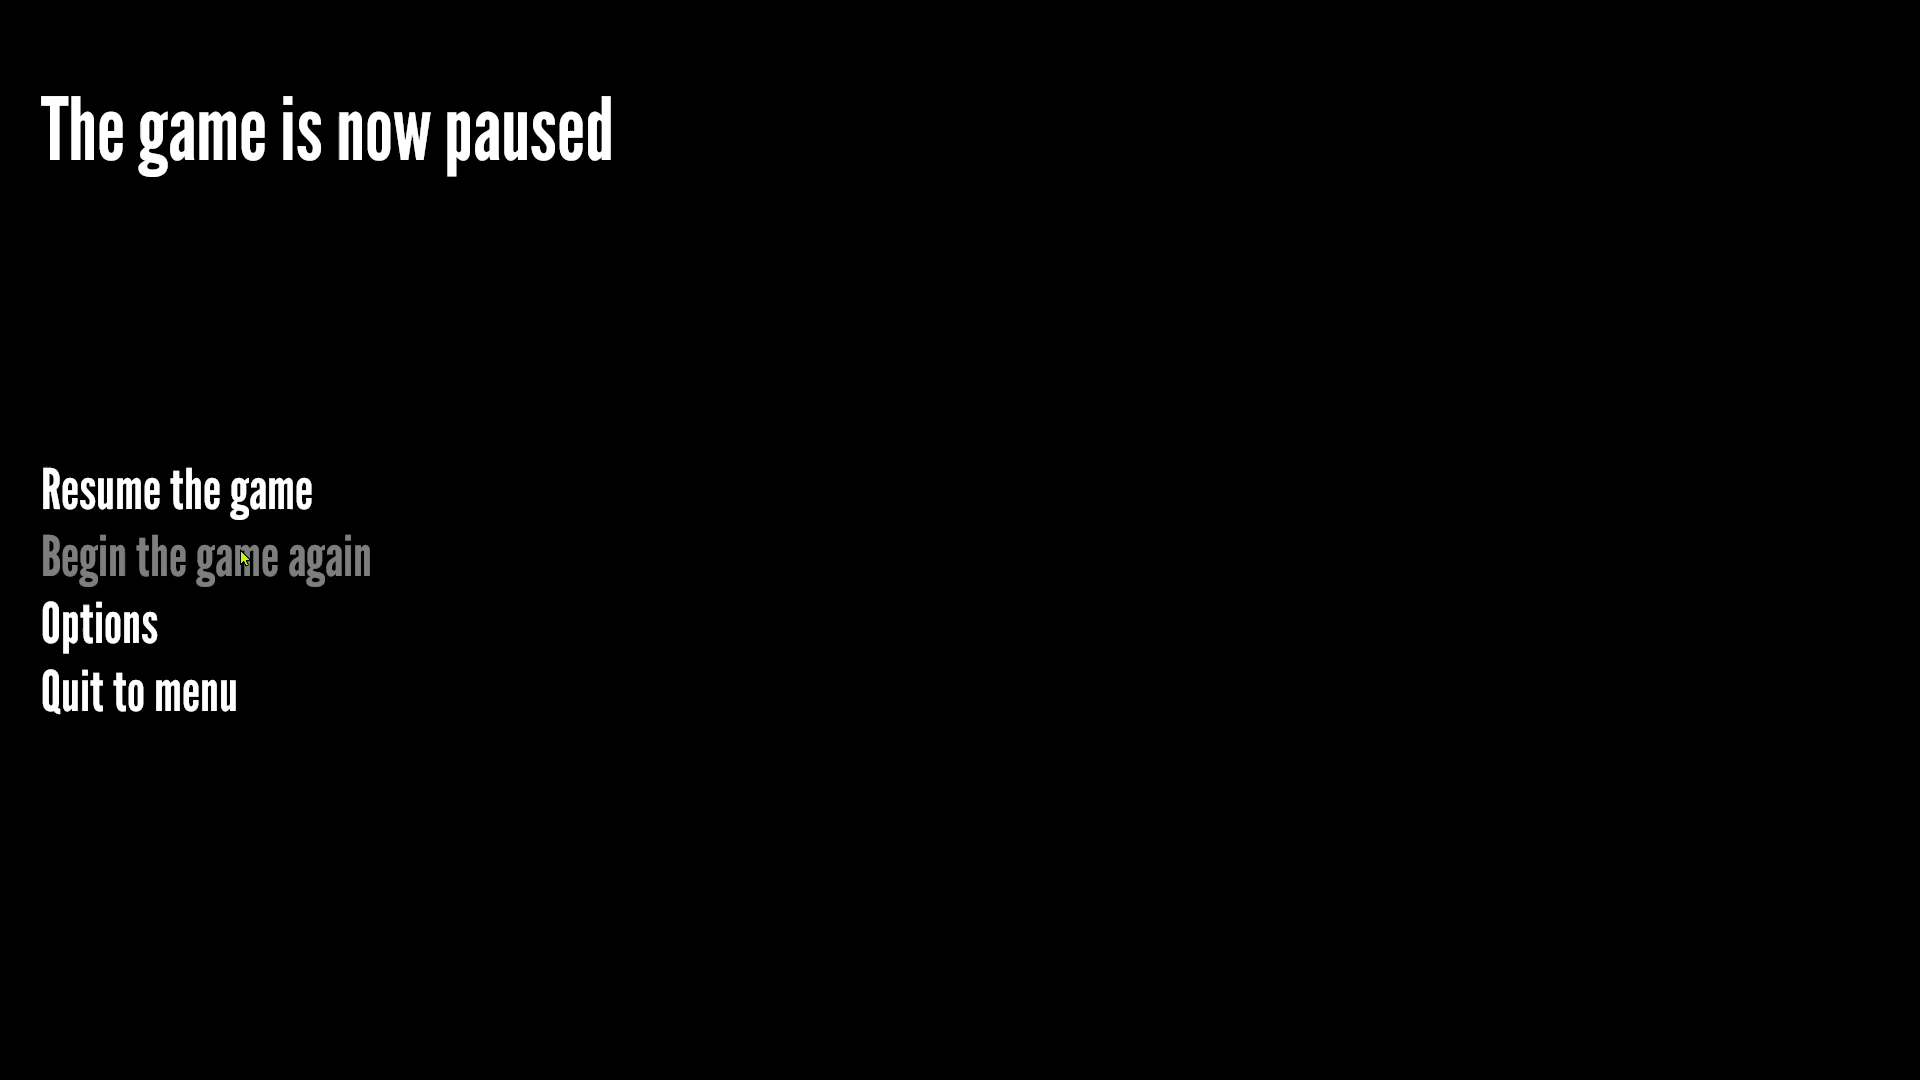 The game is now paused
Resume the game
Begin the game again
Options
Quit to menu